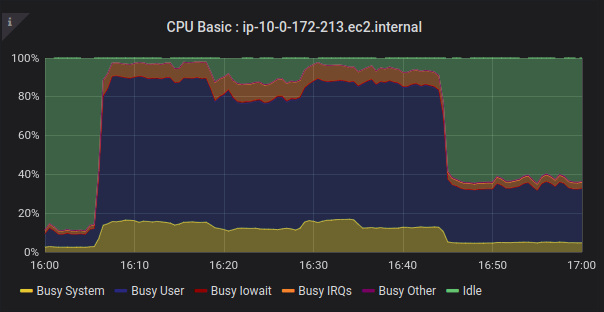 i
CPU Basic : ip-10-0-172-213.ec2.internal
100%
80%
60%
40%
20%
0%
16:00 16:10 16:20 16:30 16:40 16:50 17:00
Busy System Busy User Busy Iowait Busy IRQs Busy Other Idle